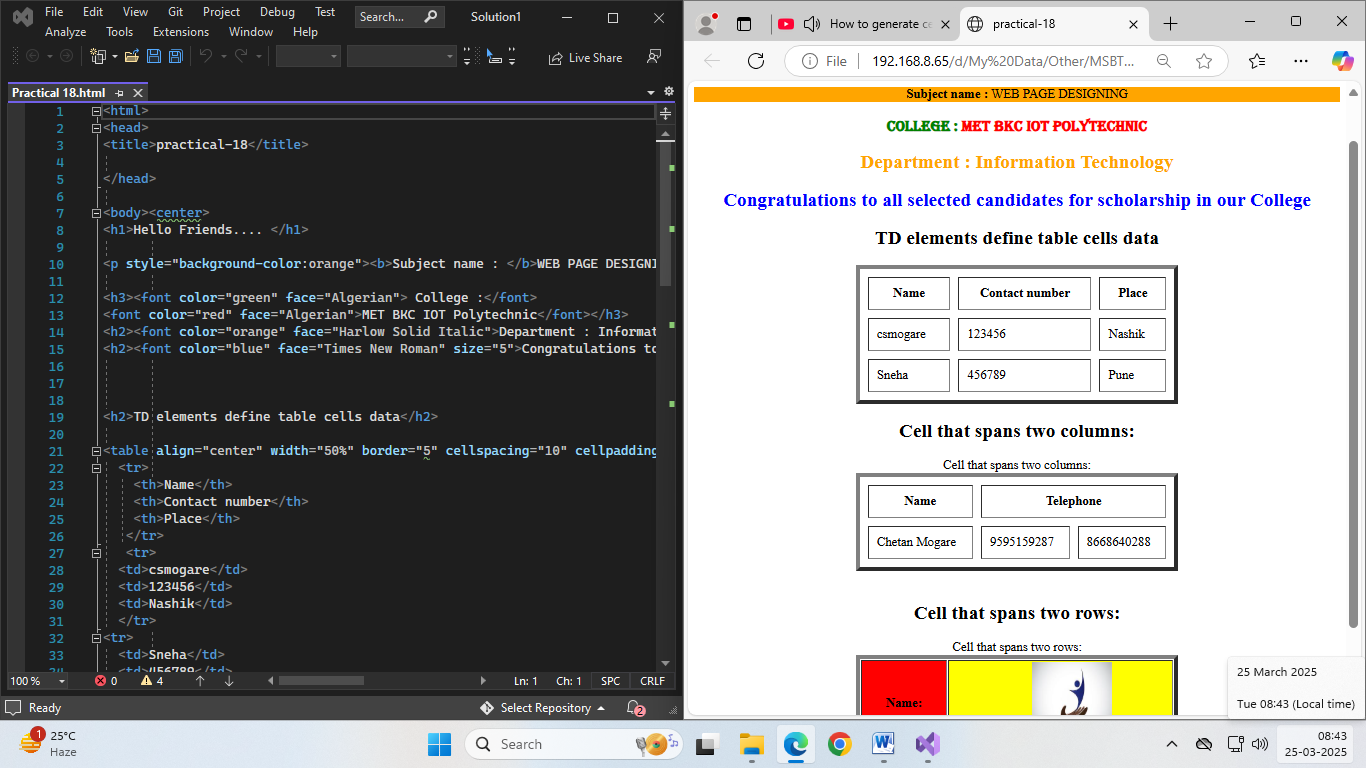 File Edit View Git Project Debug Test
Analyze Tools Extensions Window Help
Search...
Solution1
Live Share
Practical 18.html
1 <html>
2 <head>
3 <title>practical-18</title>
4
5 </head>
6
7 <body><center>
8 <h1>Hello Friends.... </h1>
9
10 <p style="background-color:orange"><b>Subject name : </b>WEB PAGE DESIGNI
11
12 <h3><font color="green" face="Algerian"> College :</font>
13 <font color="red" face="Algerian">MET BKC IOT Polytechnic</font></h3>
14 <h2><font color="orange" face="Harlow Solid Italic">Department : Informat
15 <h2><font color="blue" face="Times New Roman" size="5">Congratulations to
16
17
18
19 <h2>TD elements define table cells data</h2>
20
21 <table align="center" width="50%" border="5" cellspacing="10" cellpadding
22 <tr>
23 <th>Name</th>
24 <th>Contact number</th>
25 <th>Place</th>
26 </tr>
27 <tr>
28 <td>csmogare</td>
29 <td>123456</td>
30 <td>Nashik</td>
31 </tr>
32 <tr>
33 <td>Sneha</td>
34 <td>456789</td>
100 % 0 4 Ln: 1 Ch: 1 SPC CRLF
Ready Select Repository 2
How to generate ce
practical-18
File 192.168.8.65/d/My%20Data/Other/MSBT...
Subject name : WEB PAGE DESIGNING
COLLEGE : MET BKC IOT POLYTECHNIC
Department : Information Technology
Congratulations to all selected candidates for scholarship in our College
TD elements define table cells data
Name Contact number Place
csmogare 123456 Nashik
Sneha 456789 Pune
Cell that spans two columns:
Cell that spans two columns:
Name Telephone
Chetan Mogare 9595159287 8668640288
Cell that spans two rows:
Cell that spans two rows:
Name:
25 March 2025
Tue 08:43 (Local time)
1
25°C
Haze
Search
08:43
25-03-2025